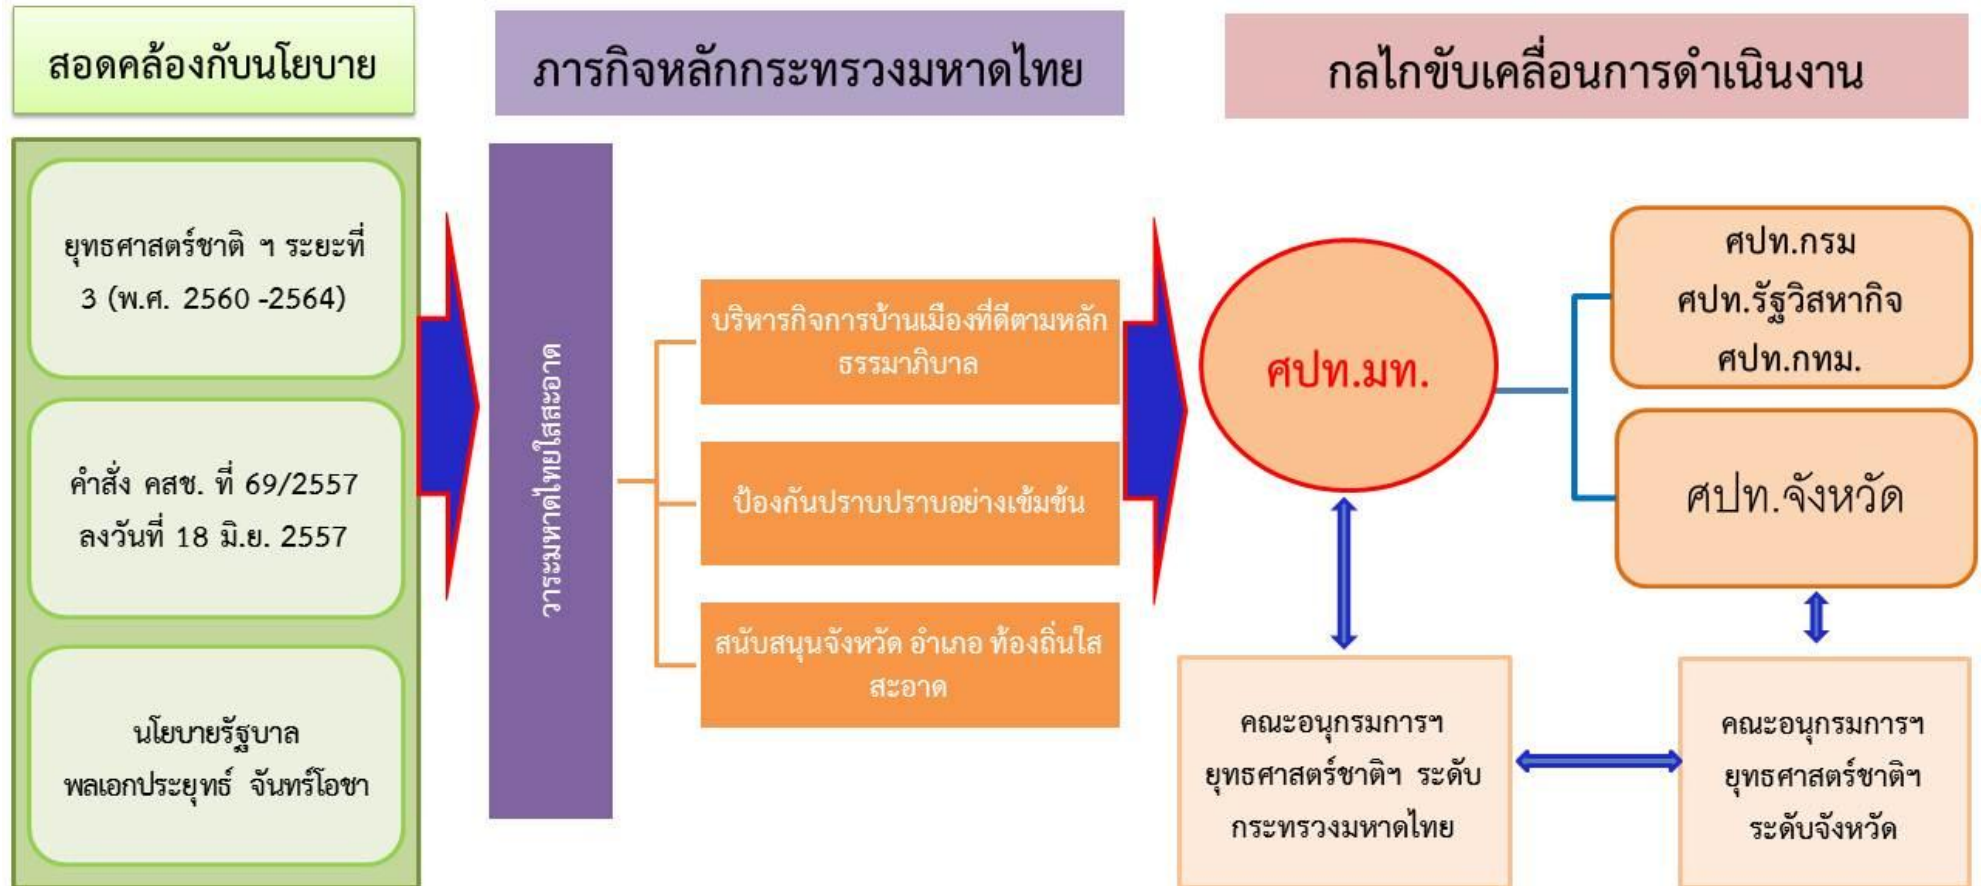 สอดคล้องกับนโยบาย
ภารกิจหลักกระทรวงมหาดไทย
กลไกขับเคลื่อนการดำเนินงาน
ยุทธศาสตร์ชาติ ฯ ระยะที่
3 (พ.ศ. 2560 -2564)
คำสั่ง คสช. ที่ 69/2557
ลงวันที่ 18 มิ.ย. 2557
นโยบายรัฐบาล
พลเอกประยุทธ์ จันทร์โอชา
วาระมหาดไทยใสสะอาด
บริหารกิจการบ้านเมืองที่ดีตามหลัก
ธรรมาภิบาล
ป้องกันปราบปราบอย่างเข้มข้น
สนับสนุนจังหวัด อำเภอ ท้องถิ่นใส
สะอาด
ศปท.มท.
ศปท.กรม
ศปท.รัฐวิสหากิจ
ศปท.กทม.
ศปท.จังหวัด
คณะอนุกรมการฯ
ยุทธศาสตร์ชาติฯ ระดับ
กระทรวงมหาดไทย
คณะอนุกรมการฯ
ยุทธศาสตร์ชาติฯ
ระดับจังหวัด